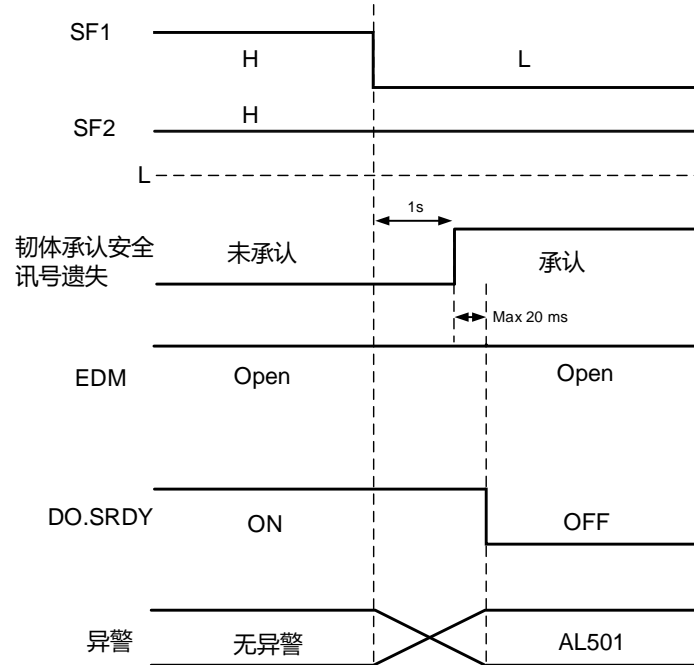 SF1
H
L
SF2
H
L
1s
韧体承认安全
讯号遗失
未承认
承认
Max 20 ms
EDM
Open
Open
DO.SRDY
ON
OFF
异警
无异警
AL501